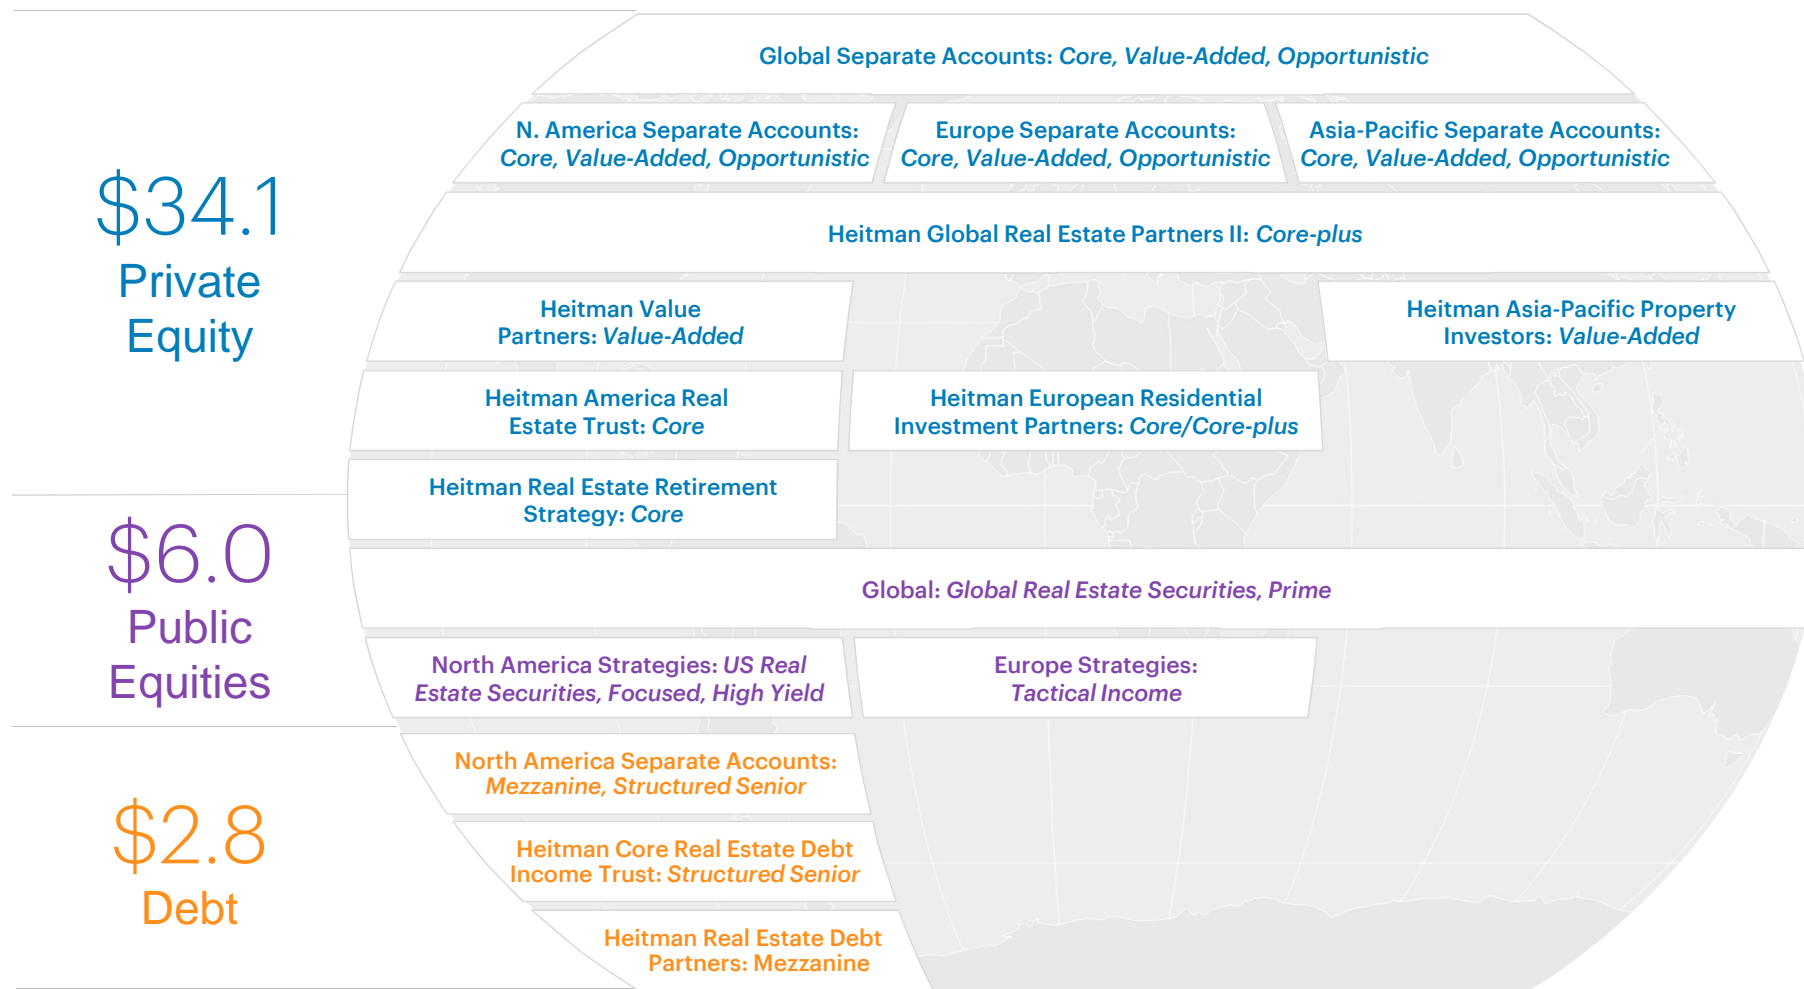 Global Separate Accounts: Core, Value-Added, Opportunistic
N. America Separate Accounts:
Core, Value-Added, Opportunistic
Europe Separate Accounts:
Core, Value-Added, Opportunistic
Asia-Pacific Separate Accounts:
Core, Value-Added, Opportunistic
$34.1
Private
Equity
Heitman Global Real Estate Partners II: Core-plus
Heitman Value
Partners: Value-Added
Heitman Asia-Pacific Property
Investors: Value-Added
Heitman America Real
Estate Trust: Core
Heitman European Residential
Investment Partners: Core/Core-plus
Heitman Real Estate Retirement
Strategy: Core
$6.0
Public
Equities
Global: Global Real Estate Securities, Prime
North America Strategies: US Real
Estate Securities, Focused, High Yield
Europe Strategies:
Tactical Income
$2.8
Debt
North America Separate Accounts:
Mezzanine, Structured Senior
Heitman Core Real Estate Debt
Income Trust: Structured Senior
Heitman Real Estate Debt
Partners: Mezzanine